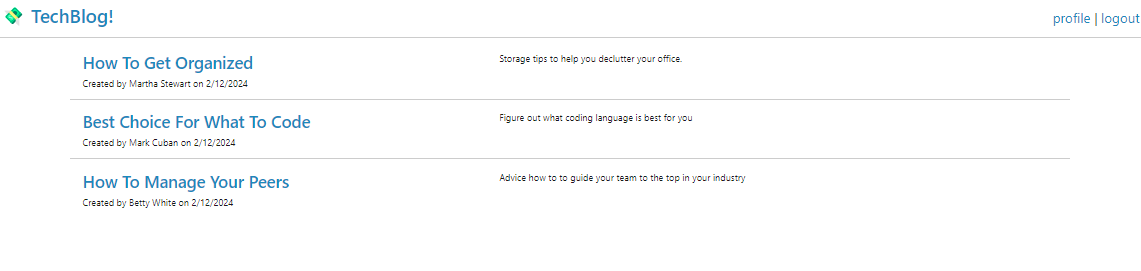 TechBlog!
profile | logout
How To Get Organized
Storage tips to help you declutter your office.
Created by Martha Stewart on 2/12/2024
Best Choice For What To Code
Figure out what coding language is best for you
Created by Mark Cuban on 2/12/2024
How To Manage Your Peers
Advice how to to guide your team to the top in your industry
Created by Betty White on 2/12/2024